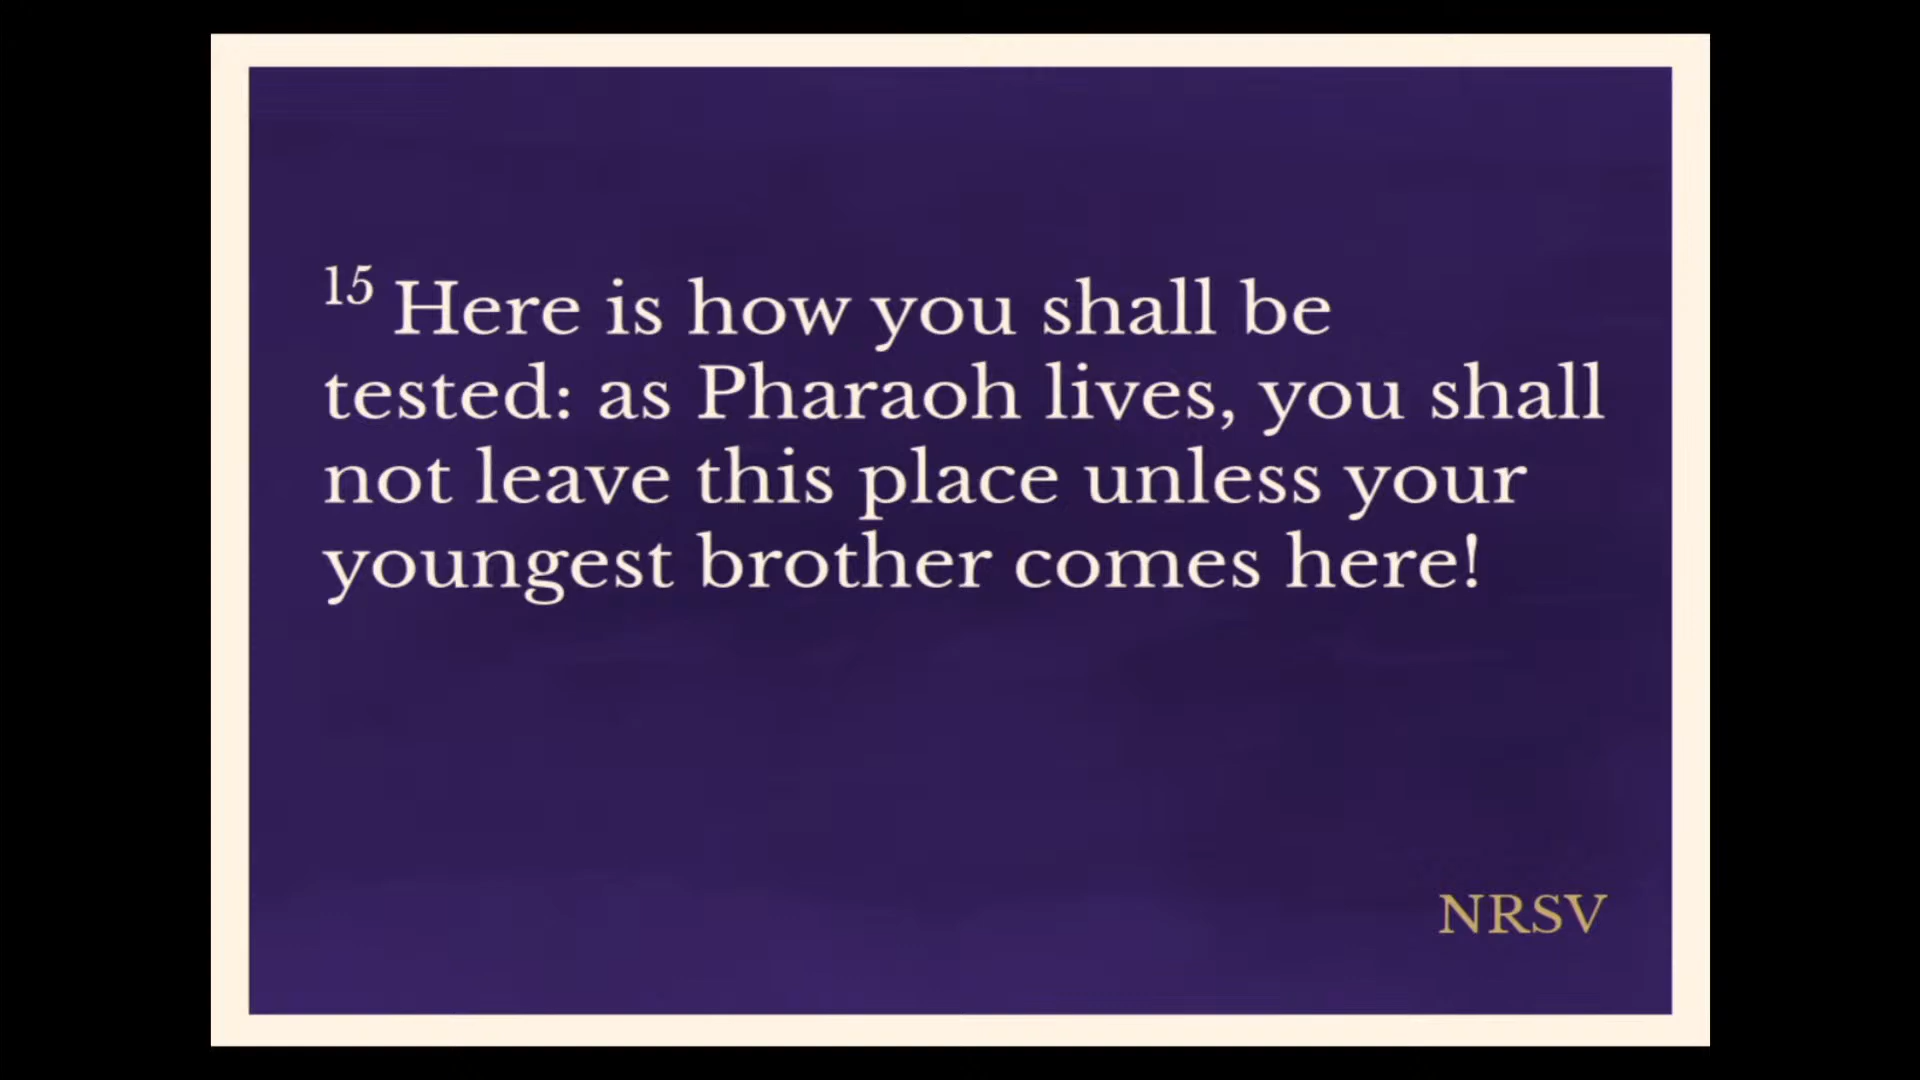 15 Here is how you shall be
tested: as Pharaoh lives, you shall
not leave this place unless your
youngest brother comes here!
NRSV